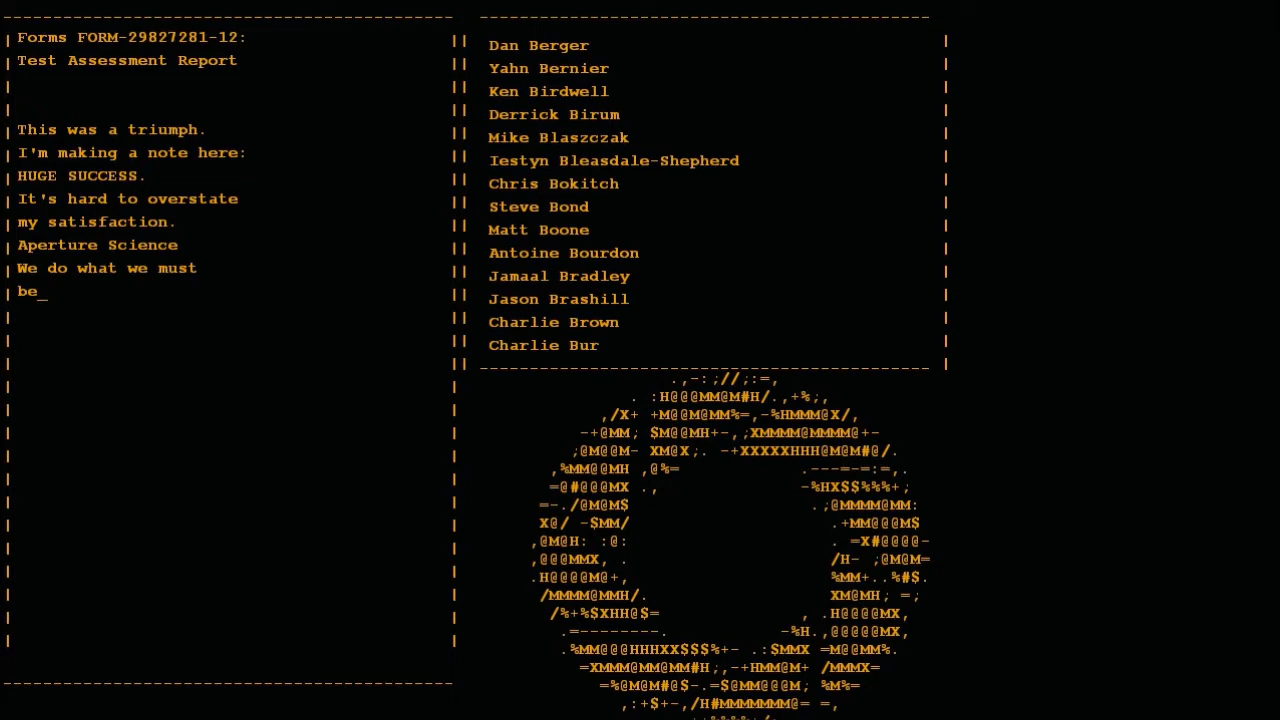 Forms FORM-29827281-12:
Test Assessment Report
This was a triumph.
I'm making a note here:
HUGE SUCCESS.
It's hard to overstate
my satisfaction.
Aperture Science
We do what we must
be_
Dan Berger
Yahn Bernier
Ken Birdwell
Derrick Birum
Mike Blaszczak
Iestyn Bleasdale-Shepherd
Chris Bokitch
Steve Bond
Matt Boone
Antoine Bourdon
Jamaal Bradley
Jason Brashill
Charlie Brown
Charlie Bur